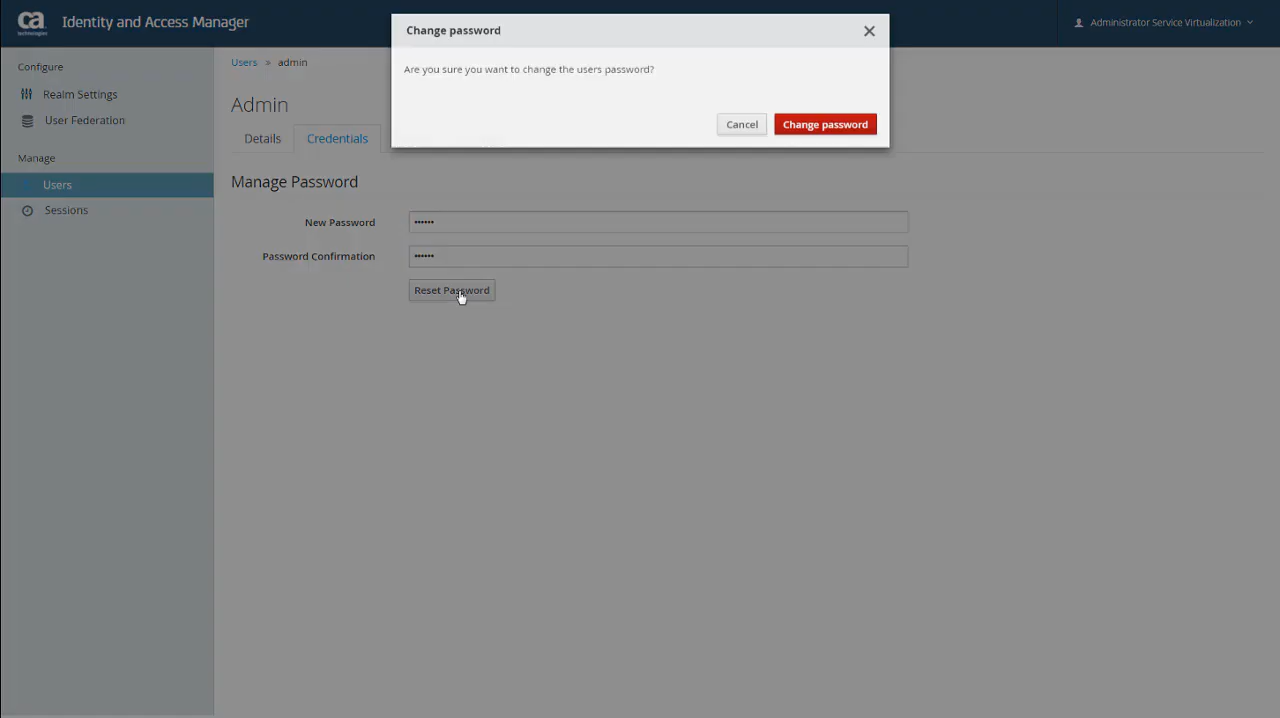 ca
technologies
Identity and Access Manager
Administrator Service Virtualization
Change password
Are you sure you want to change the users password?
Cancel
Change password
Configure
Realm Settings
User Federation
Manage
Users
Sessions
Users » admin
Admin
Details
Credentials
Manage Password
New Password ••••••
Password Confirmation ••••••
Reset Password